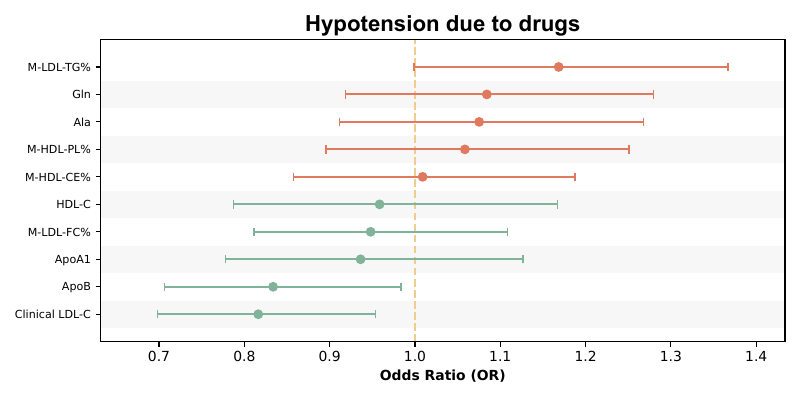 Hypotension due to drugs
M-LDL-TG%
Gln
Ala
M-HDL-PL%
M-HDL-CE%
HDL-C
M-LDL-FC%
ApoA1
ApoB
Clinical LDL-C
0.7 0.8 0.9 1.0 1.1 1.2 1.3 1.4
Odds Ratio (OR)